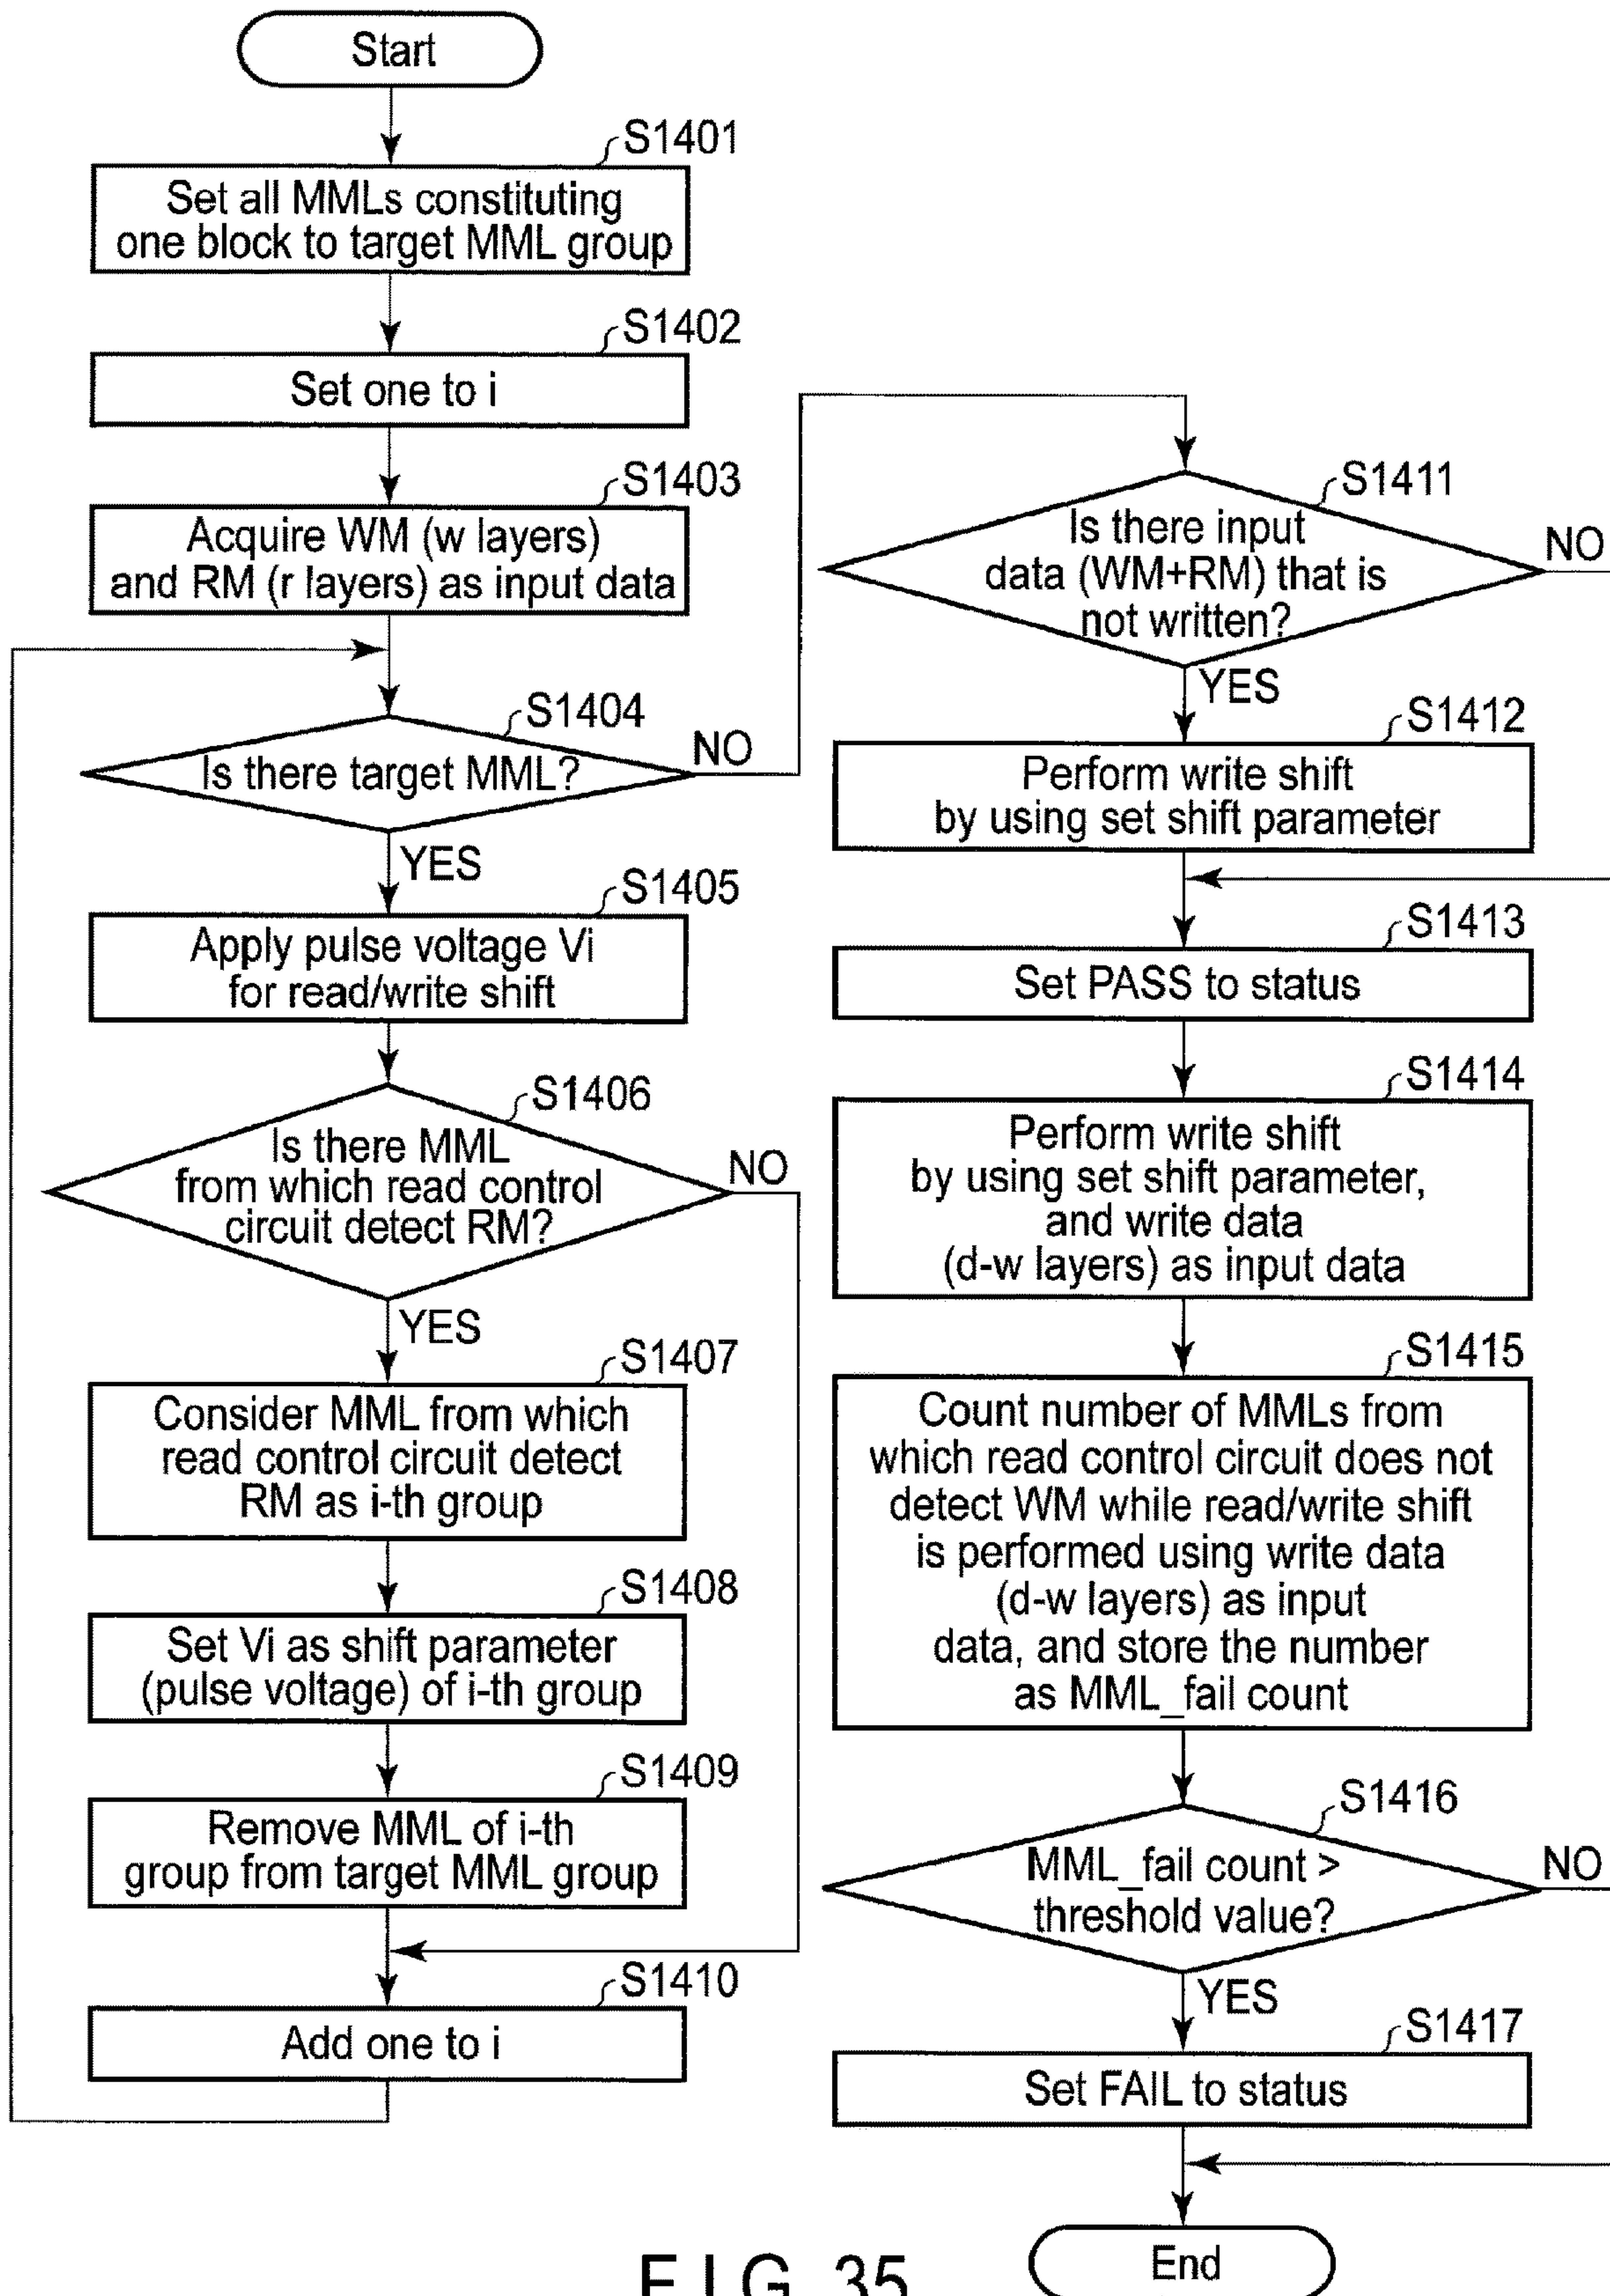 Start
S1401
Set all MMLs constituting
one block to target MML group
S1402
Set one to i
S1403
Acquire WM (w layers)
and RM (r layers) as input data
S1404
Is there target MML?
NO
YES
S1405
Apply pulse voltage Vi
for read/write shift
S1406
Is there MML
from which read control
circuit detect RM?
NO
YES
S1407
Consider MML from which
read control circuit detect
RM as i-th group
S1408
Set Vi as shift parameter
(pulse voltage) of i-th group
S1409
Remove MML of i-th
group from target MML group
S1410
Add one to i
S1411
Is there input
data (WM+RM) that is
not written?
NO
YES
S1412
Perform write shift
by using set shift parameter
S1413
Set PASS to status
S1414
Perform write shift
by using set shift parameter,
and write data
(d-w layers) as input data
S1415
Count number of MMLs from
which read control circuit does not
detect WM while read/write shift
is performed using write data
(d-w layers) as input
data, and store the number
as MML_fail count
S1416
MML_fail count >
threshold value?
NO
YES
S1417
Set FAIL to status
End
FIG. 35